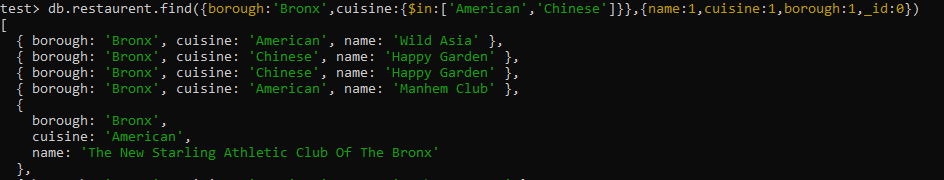 test> db.restaurent.find({borough:'Bronx',cuisine:{$in:['American','Chinese']}},{name:1,cuisine:1,borough:1,_id:0})
[
  { borough: 'Bronx', cuisine: 'American', name: 'Wild Asia' },
  { borough: 'Bronx', cuisine: 'Chinese', name: 'Happy Garden' },
  { borough: 'Bronx', cuisine: 'Chinese', name: 'Happy Garden' },
  { borough: 'Bronx', cuisine: 'American', name: 'Manhem Club' },
  {
    borough: 'Bronx',
    cuisine: 'American',
    name: 'The New Starling Athletic Club Of The Bronx'
  },